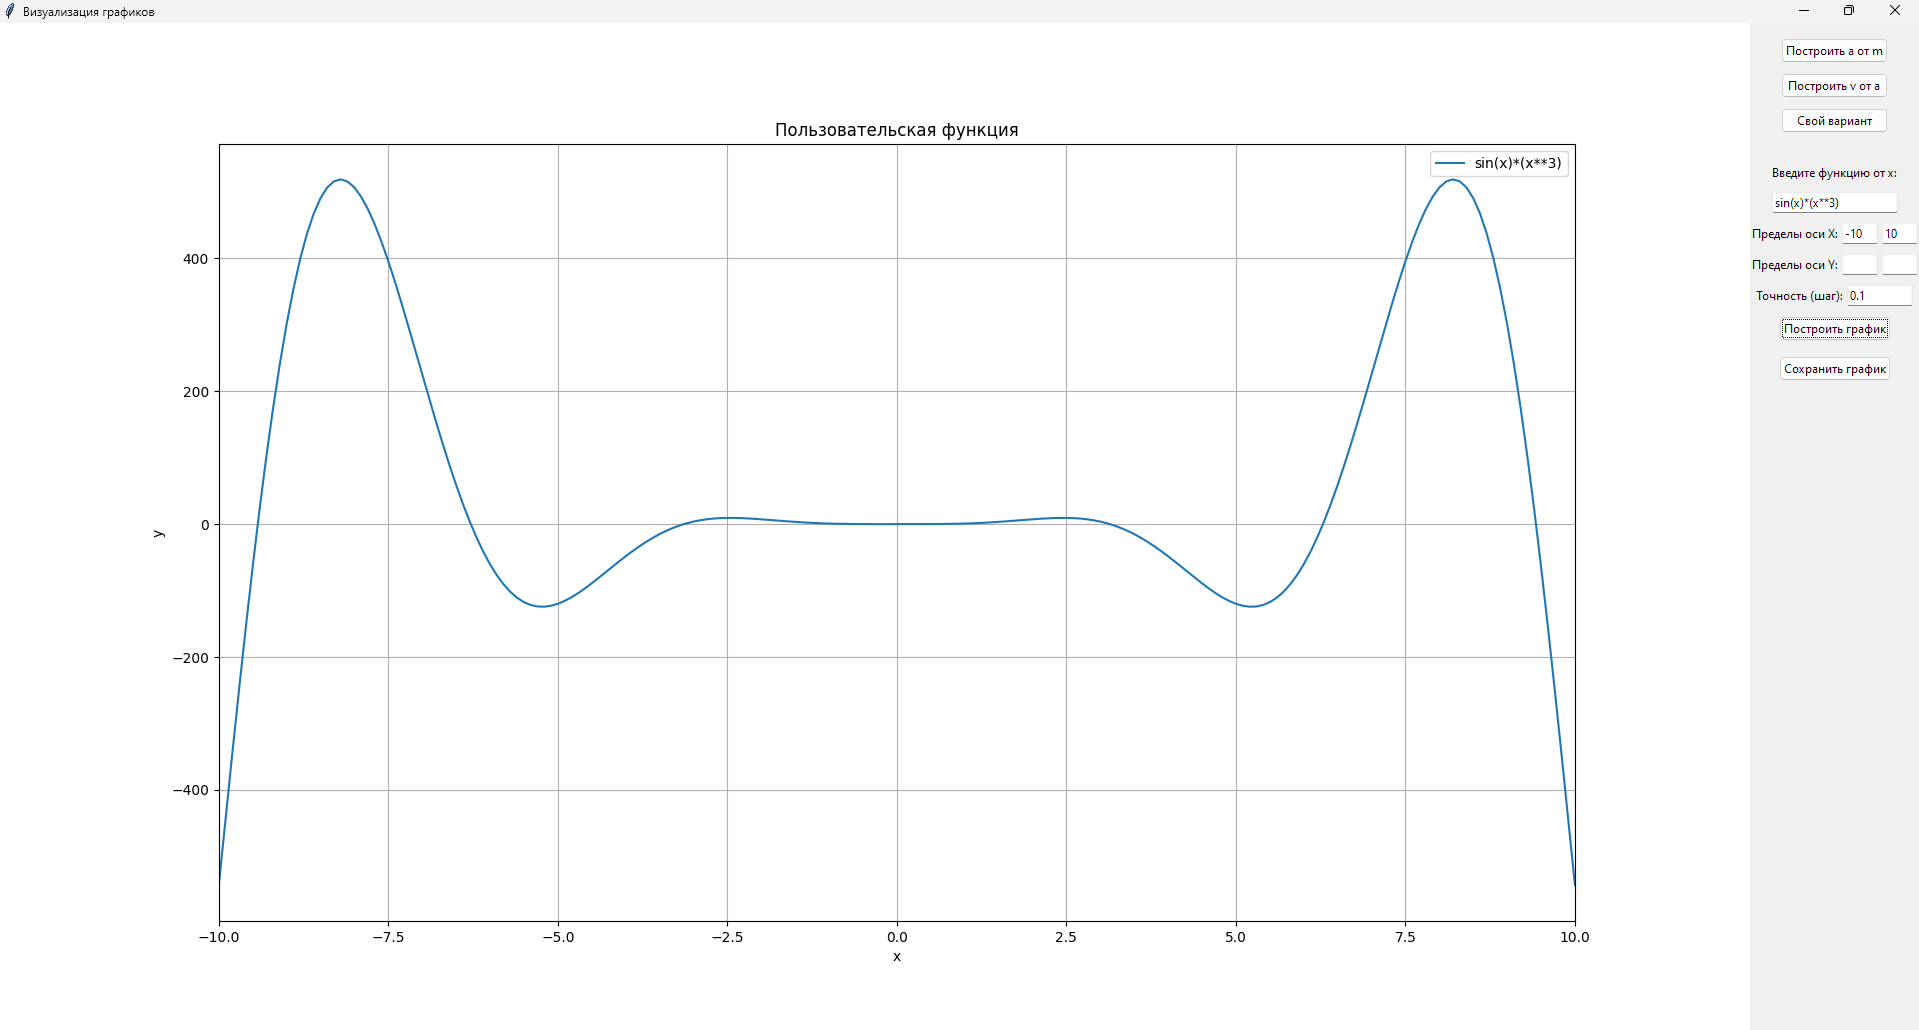 Визуализация графиков
Пользовательская функция
sin(x)*(x**3)
400
200
0
−200
−400
y
−10.0 −7.5 −5.0 −2.5 0.0 2.5 5.0 7.5 10.0
x
Построить a от m
Построить v от a
Свой вариант
Введите функцию от x:
sin(x)*(x**3)
Пределы оси X: -10 10
Пределы оси Y:
Точность (шаг): 0.1
Построить график
Сохранить график